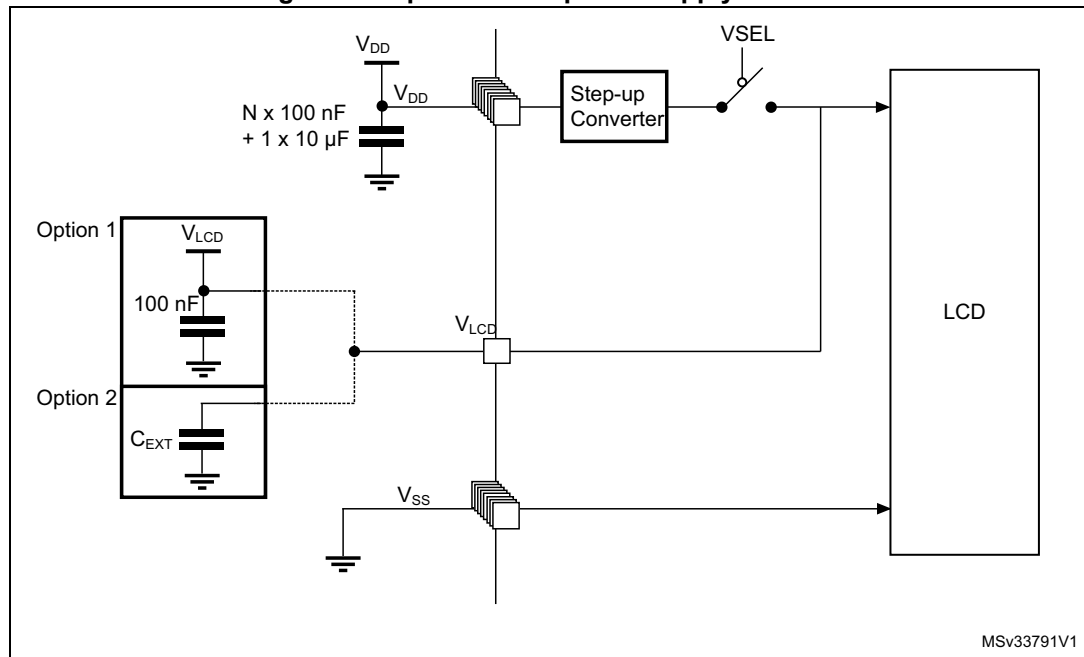 VDD
VDD
N x 100 nF
+ 1 x 10 µF
Step-up
Converter
VSEL
Option 1
VLCD
100 nF
VLCD
LCD
Option 2
CEXT
VSS
MSv33791V1